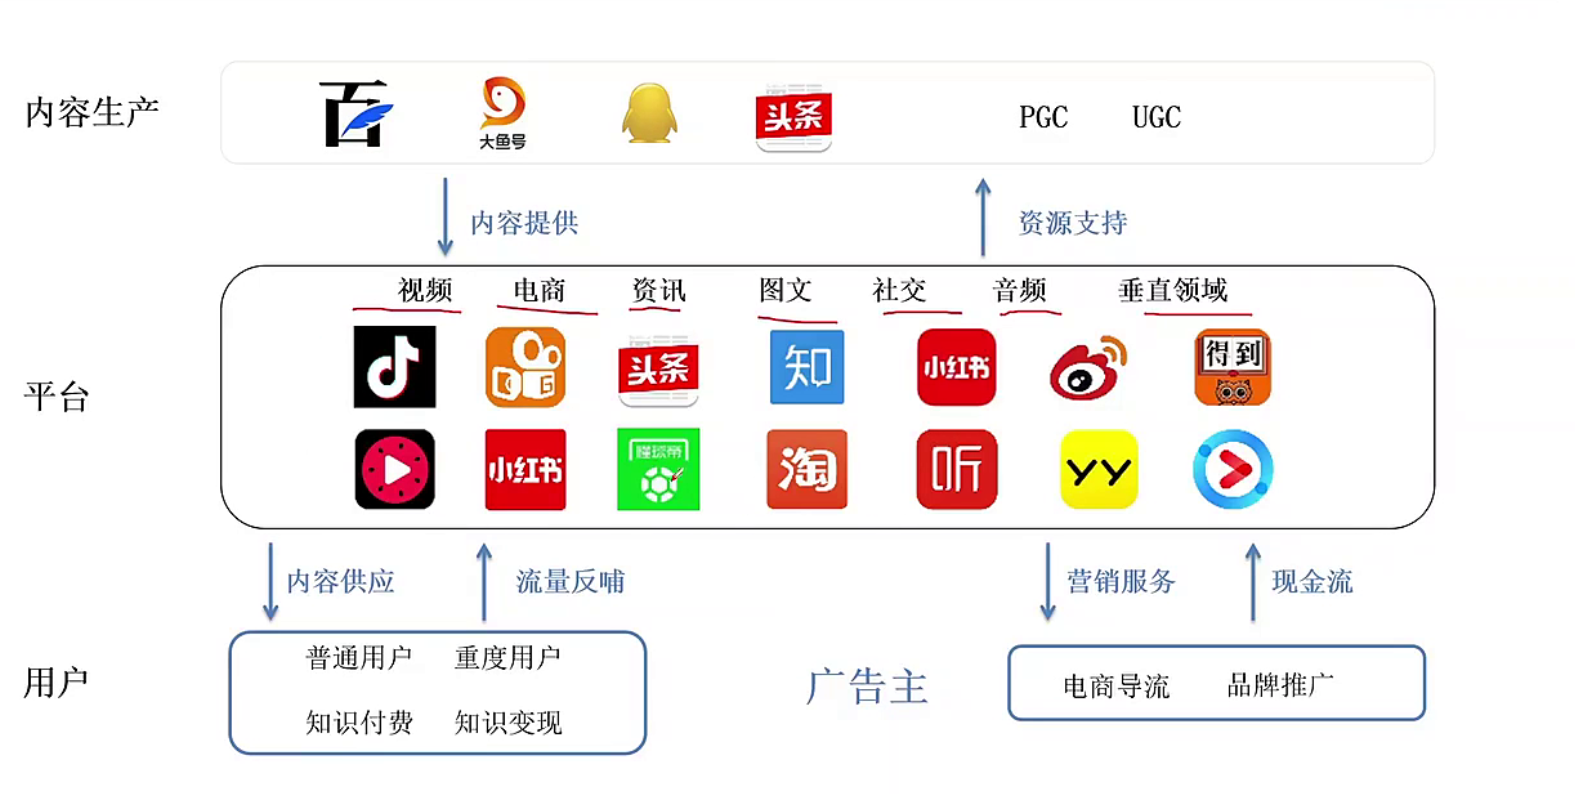 内容生产
百
大鱼号
头条
PGC UGC
内容提供 资源支持
视频 电商 资讯 图文 社交 音频 垂直领域
平台
头条 知 小红书 得到
小红书 懂球帝 淘 听 YY
内容供应 流量反哺 营销服务 现金流
用户
普通用户 重度用户
知识付费 知识变现
广告主
电商导流 品牌推广